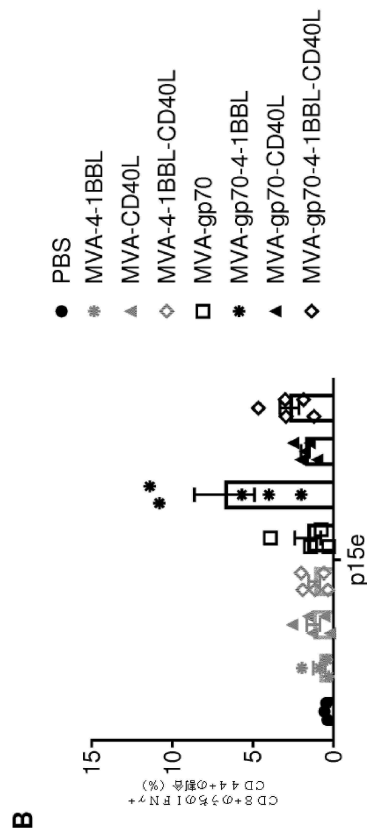 B
CD8+のうちのIFNγ+
CD44+の割合 (%)
15
10
5
0
p15e
PBS
MVA-4-1BBL
MVA-CD40L
MVA-4-1BBL-CD40L
MVA-gp70
MVA-gp70-4-1BBL
MVA-gp70-CD40L
MVA-gp70-4-1BBL-CD40L